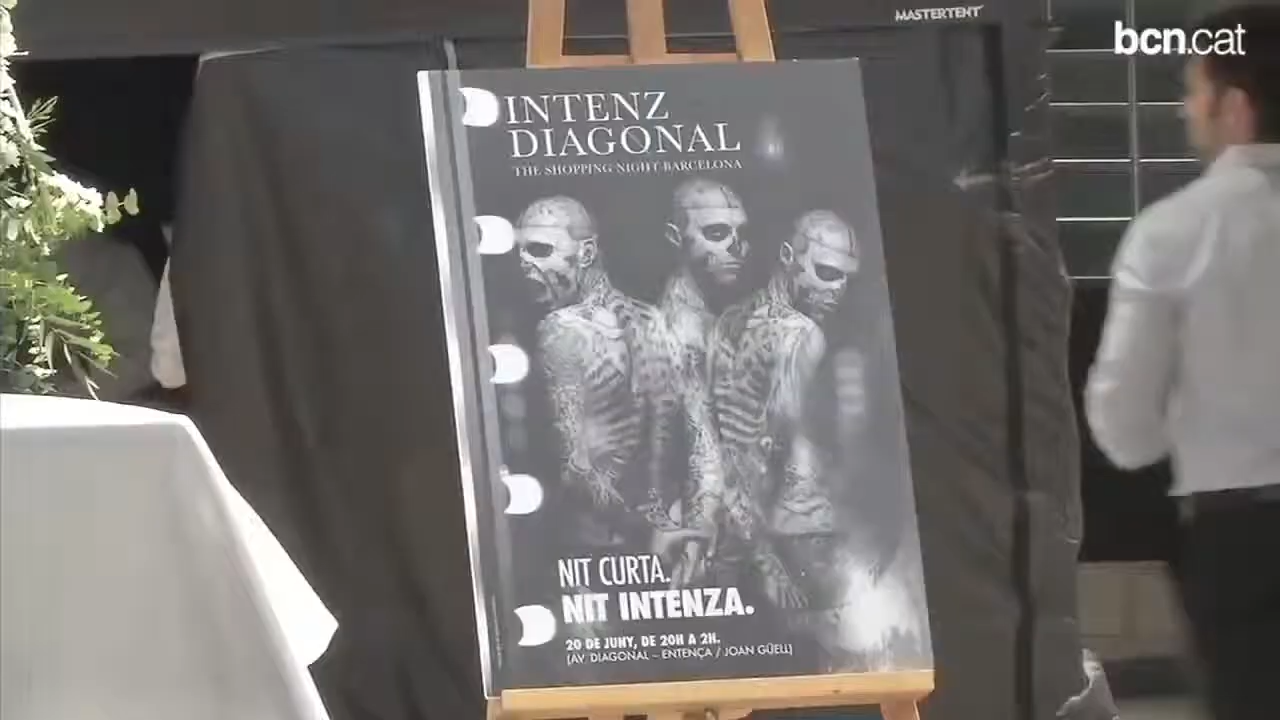 MASTERTENT
bcn.cat
INTENZ
DIAGONAL
THE SHOPPING NIGHT BARCELONA
NIT CURTA.
NIT INTENZA.
20 DE JUNY, DE 20H A 2H.
(AV. DIAGONAL – ENTENÇA / JOAN GÜELL)